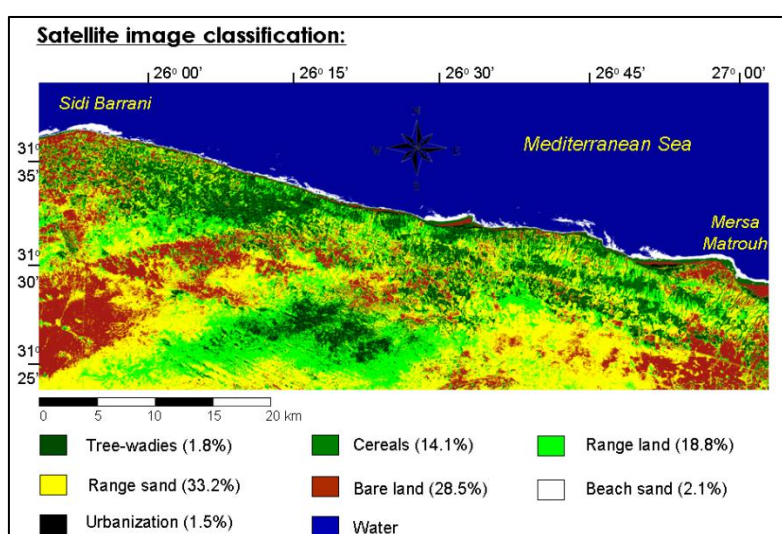 Satellite image classification:
26° 00' 26° 15' 26° 30' 26° 45' 27° 00'
Sidi Barrani
N
W E
S
Mediterranean Sea
31°
35'
Mersa
Matrouh
31°
30'
31°
25'
0 5 10 15 20 km
Tree-wadies (1.8%) Cereals (14.1%) Range land (18.8%)
Range sand (33.2%) Bare land (28.5%) Beach sand (2.1%)
Urbanization (1.5%) Water